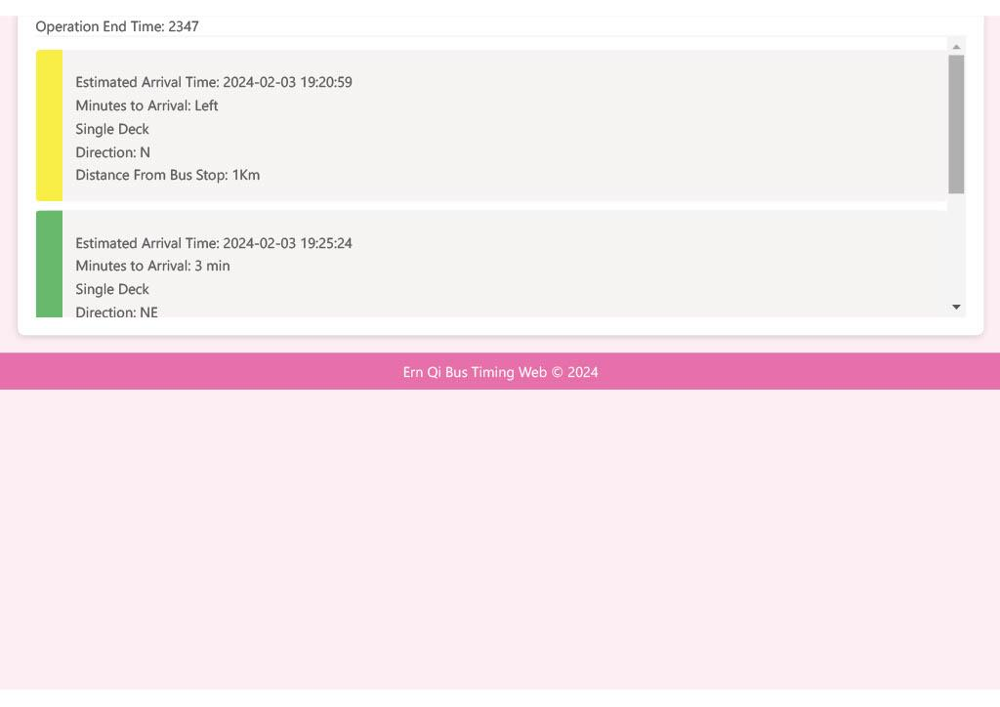 Operation End Time: 2347
Estimated Arrival Time: 2024-02-03 19:20:59
Minutes to Arrival: Left
Single Deck
Direction: N
Distance From Bus Stop: 1Km
Estimated Arrival Time: 2024-02-03 19:25:24
Minutes to Arrival: 3 min
Single Deck
Direction: NE
Ern Qi Bus Timing Web © 2024